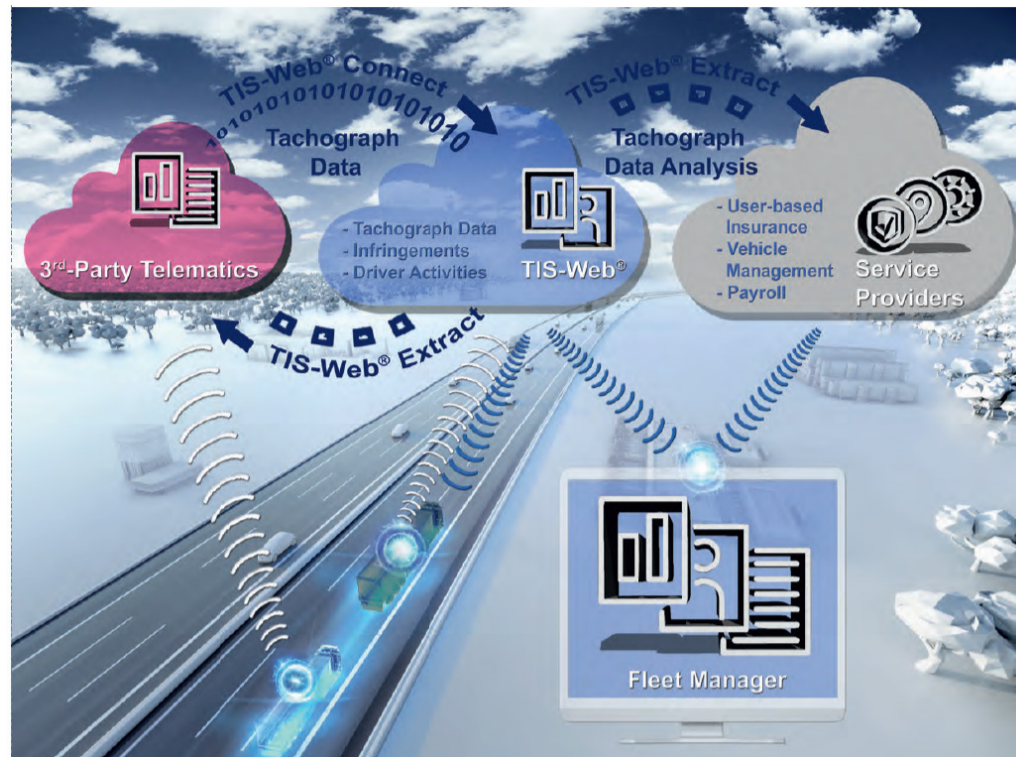 TIS-Web® Connect
1010101010101010101010
Tachograph
Data
TIS-Web® Extract
Tachograph
Data Analysis
3rd-Party Telematics
- Tachograph Data
- Infringements
- Driver Activities
TIS-Web®
- User-based
Insurance
- Vehicle
Management
- Payroll
Service
Providers
TIS-Web® Extract
Fleet Manager